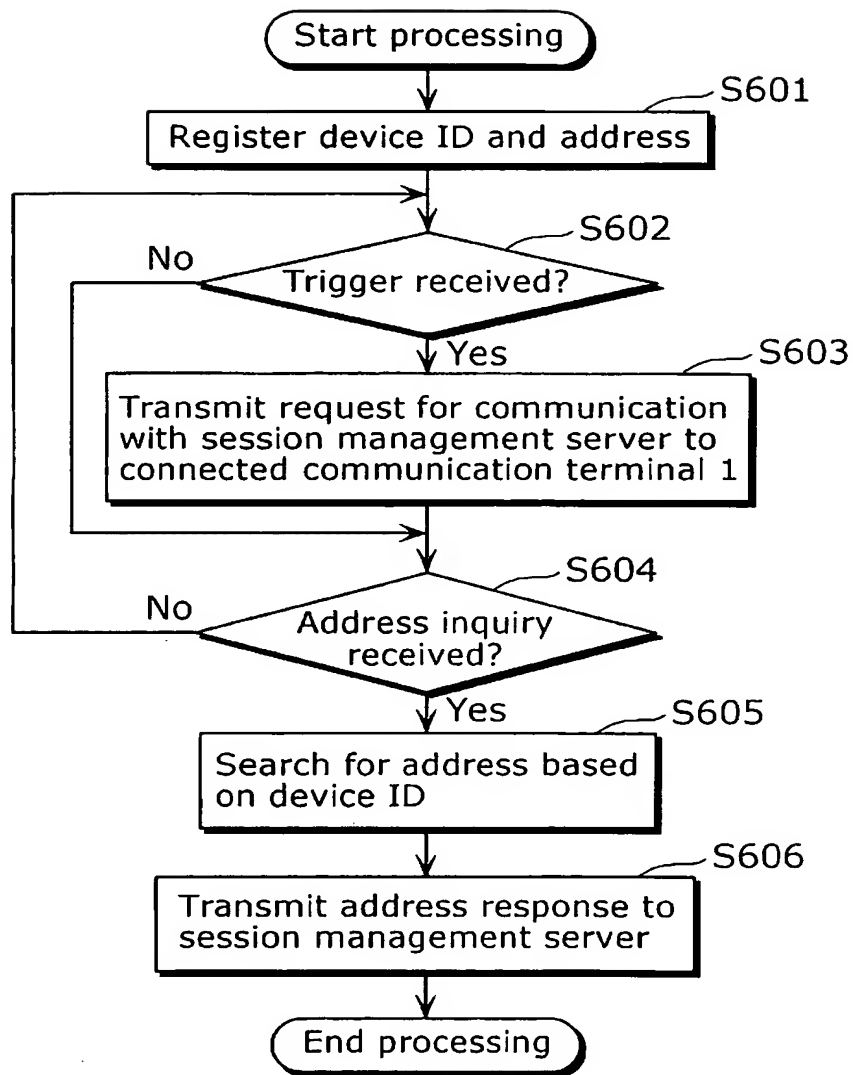 Start processing
S601
Register device ID and address
S602
No
Trigger received?
Yes
S603
Transmit request for communication
with session management server to
connected communication terminal 1
S604
No
Address inquiry
received?
Yes
S605
Search for address based
on device ID
S606
Transmit address response to
session management server
End processing